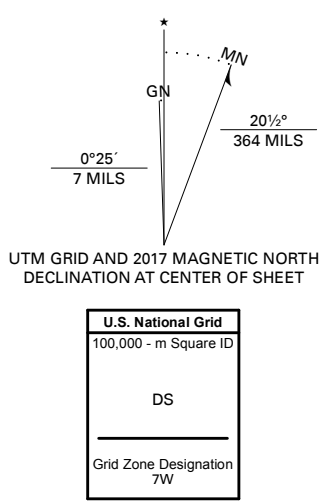 ★
MN
GN
20½°
364 MILS
0°25´
7 MILS
UTM GRID AND 2017 MAGNETIC NORTH
DECLINATION AT CENTER OF SHEET
U.S. National Grid
100,000 - m Square ID
DS
Grid Zone Designation
7W